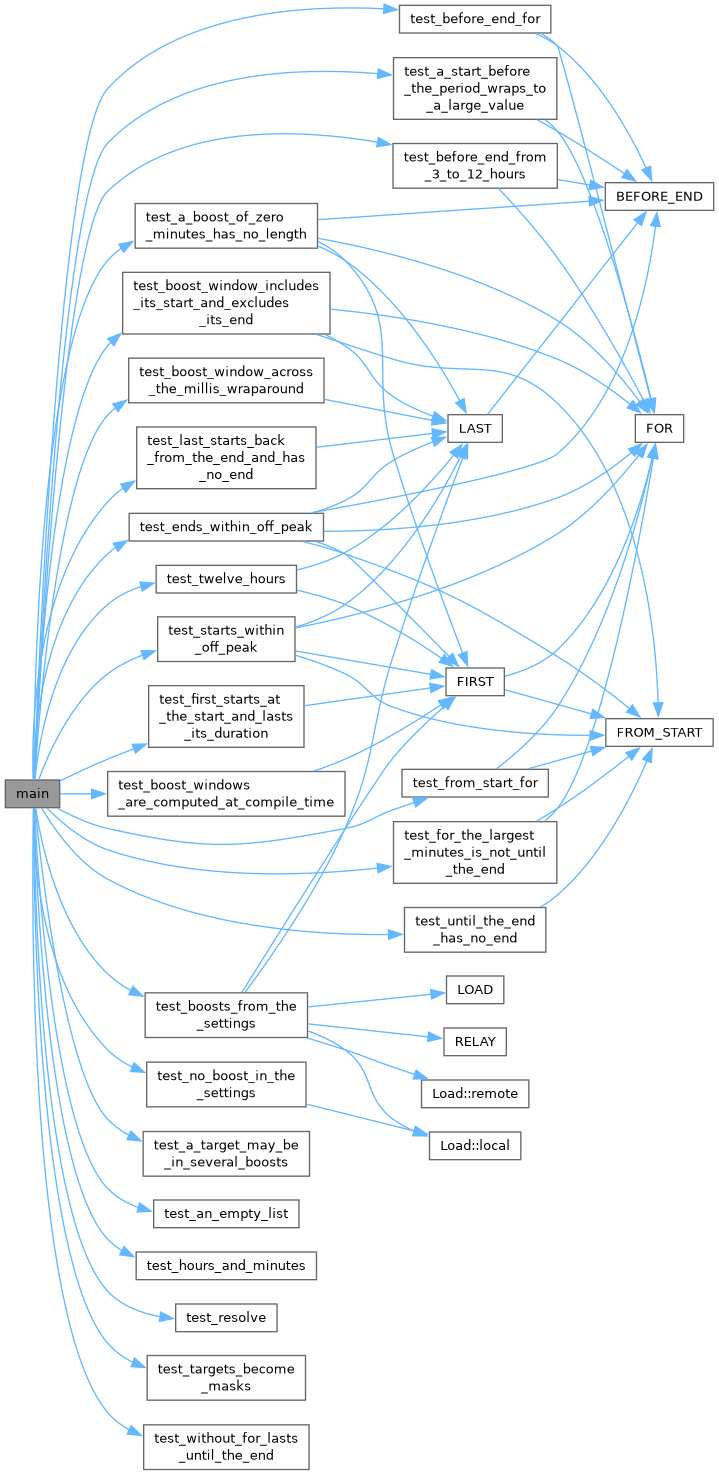 test_before_end_for
test_a_start_before
_the_period_wraps_to
_a_large_value
test_before_end_from
_3_to_12_hours
BEFORE_END
test_a_boost_of_zero
_minutes_has_no_length
test_boost_window_includes
_its_start_and_excludes
_its_end
test_boost_window_across
_the_millis_wraparound
LAST
FOR
test_last_starts_back
_from_the_end_and_has
_no_end
test_ends_within_off_peak
test_twelve_hours
test_starts_within
_off_peak
FIRST
test_first_starts_at
_the_start_and_lasts
_its_duration
FROM_START
main
test_boost_windows
_are_computed_at_compile_time
test_from_start_for
test_for_the_largest
_minutes_is_not_until
_the_end
test_until_the_end
_has_no_end
test_boosts_from_the
_settings
LOAD
RELAY
Load::remote
test_no_boost_in_the
_settings
Load::local
test_a_target_may_be
_in_several_boosts
test_an_empty_list
test_hours_and_minutes
test_resolve
test_targets_become
_masks
test_without_for_lasts
_until_the_end